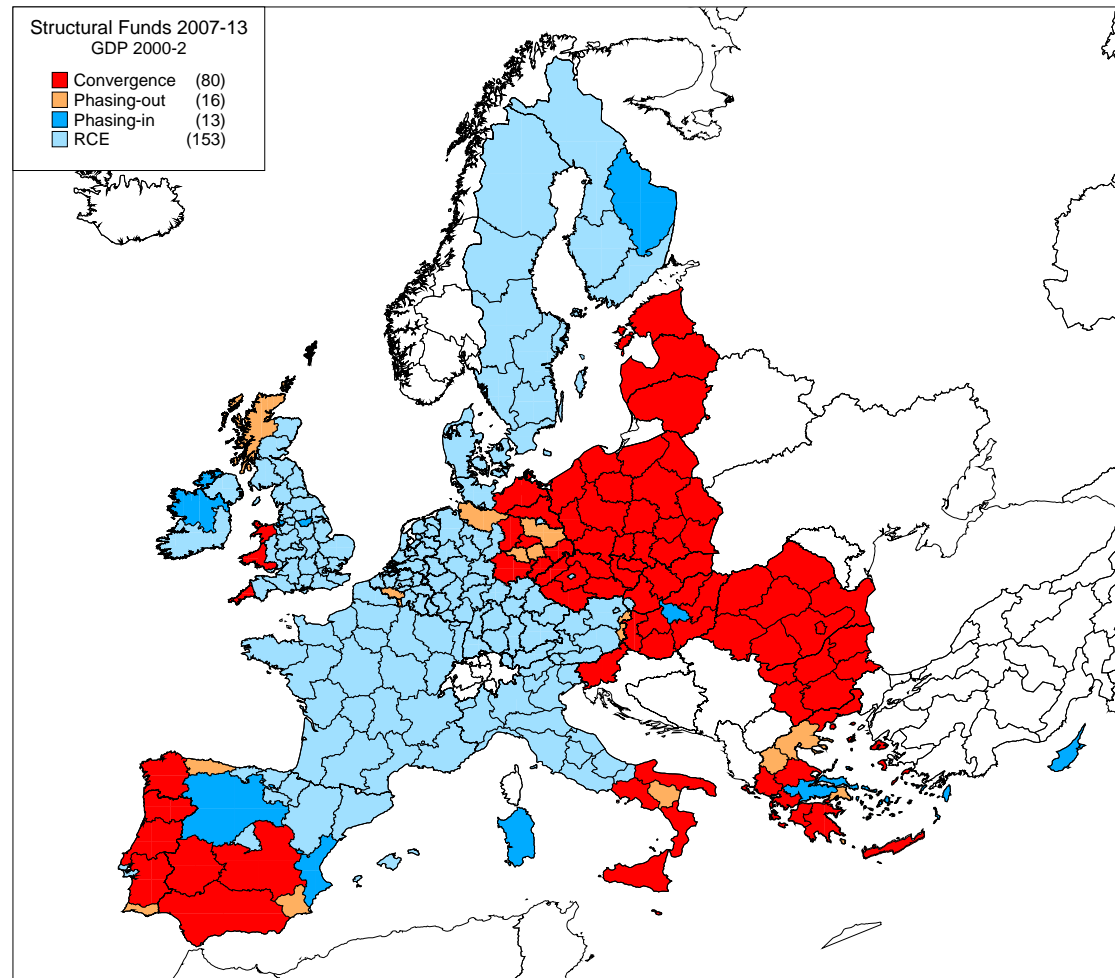 Structural Funds 2007-13
GDP 2000-2
Convergence (80)
Phasing-out (16)
Phasing-in (13)
RCE (153)